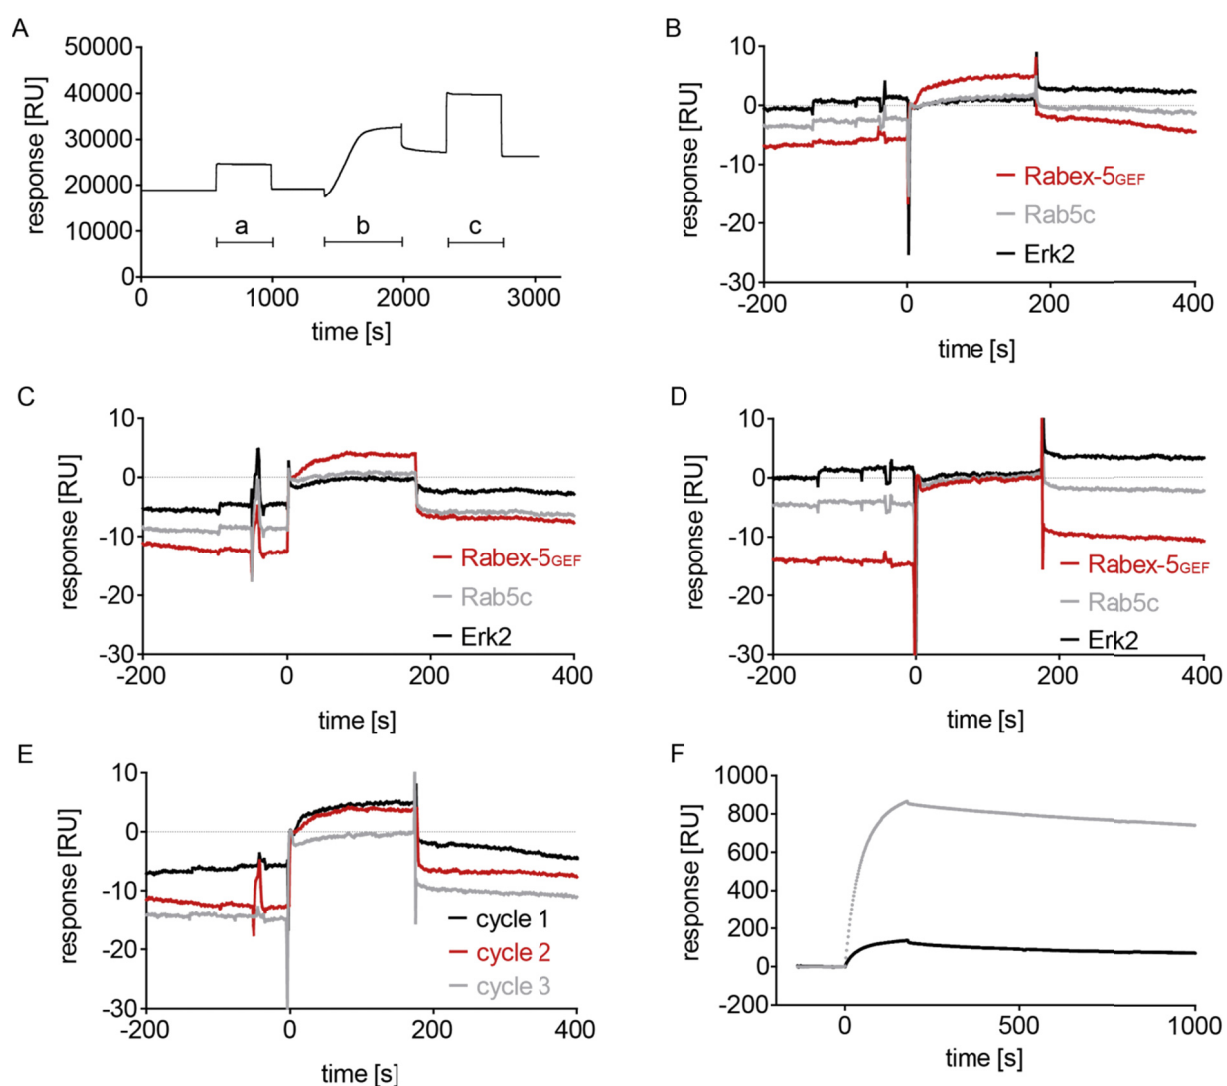 A
response [RU]
50000
40000
30000
20000
10000
0
a
b
c
0
1000
2000
3000
time [s]
B
response [RU]
10
0
-10
-20
-30
Rabex-5GEF
Rab5c
Erk2
-200
0
200
400
time [s]
C
response [RU]
10
0
-10
-20
-30
Rabex-5GEF
Rab5c
Erk2
-200
0
200
400
time [s]
D
response [RU]
10
0
-10
-20
-30
Rabex-5GEF
Rab5c
Erk2
-200
0
200
400
time [s]
E
response [RU]
10
0
-10
-20
-30
cycle 1
cycle 2
cycle 3
-200
0
200
400
time [s]
F
response [RU]
1000
800
600
400
200
0
-200
0
500
1000
time [s]